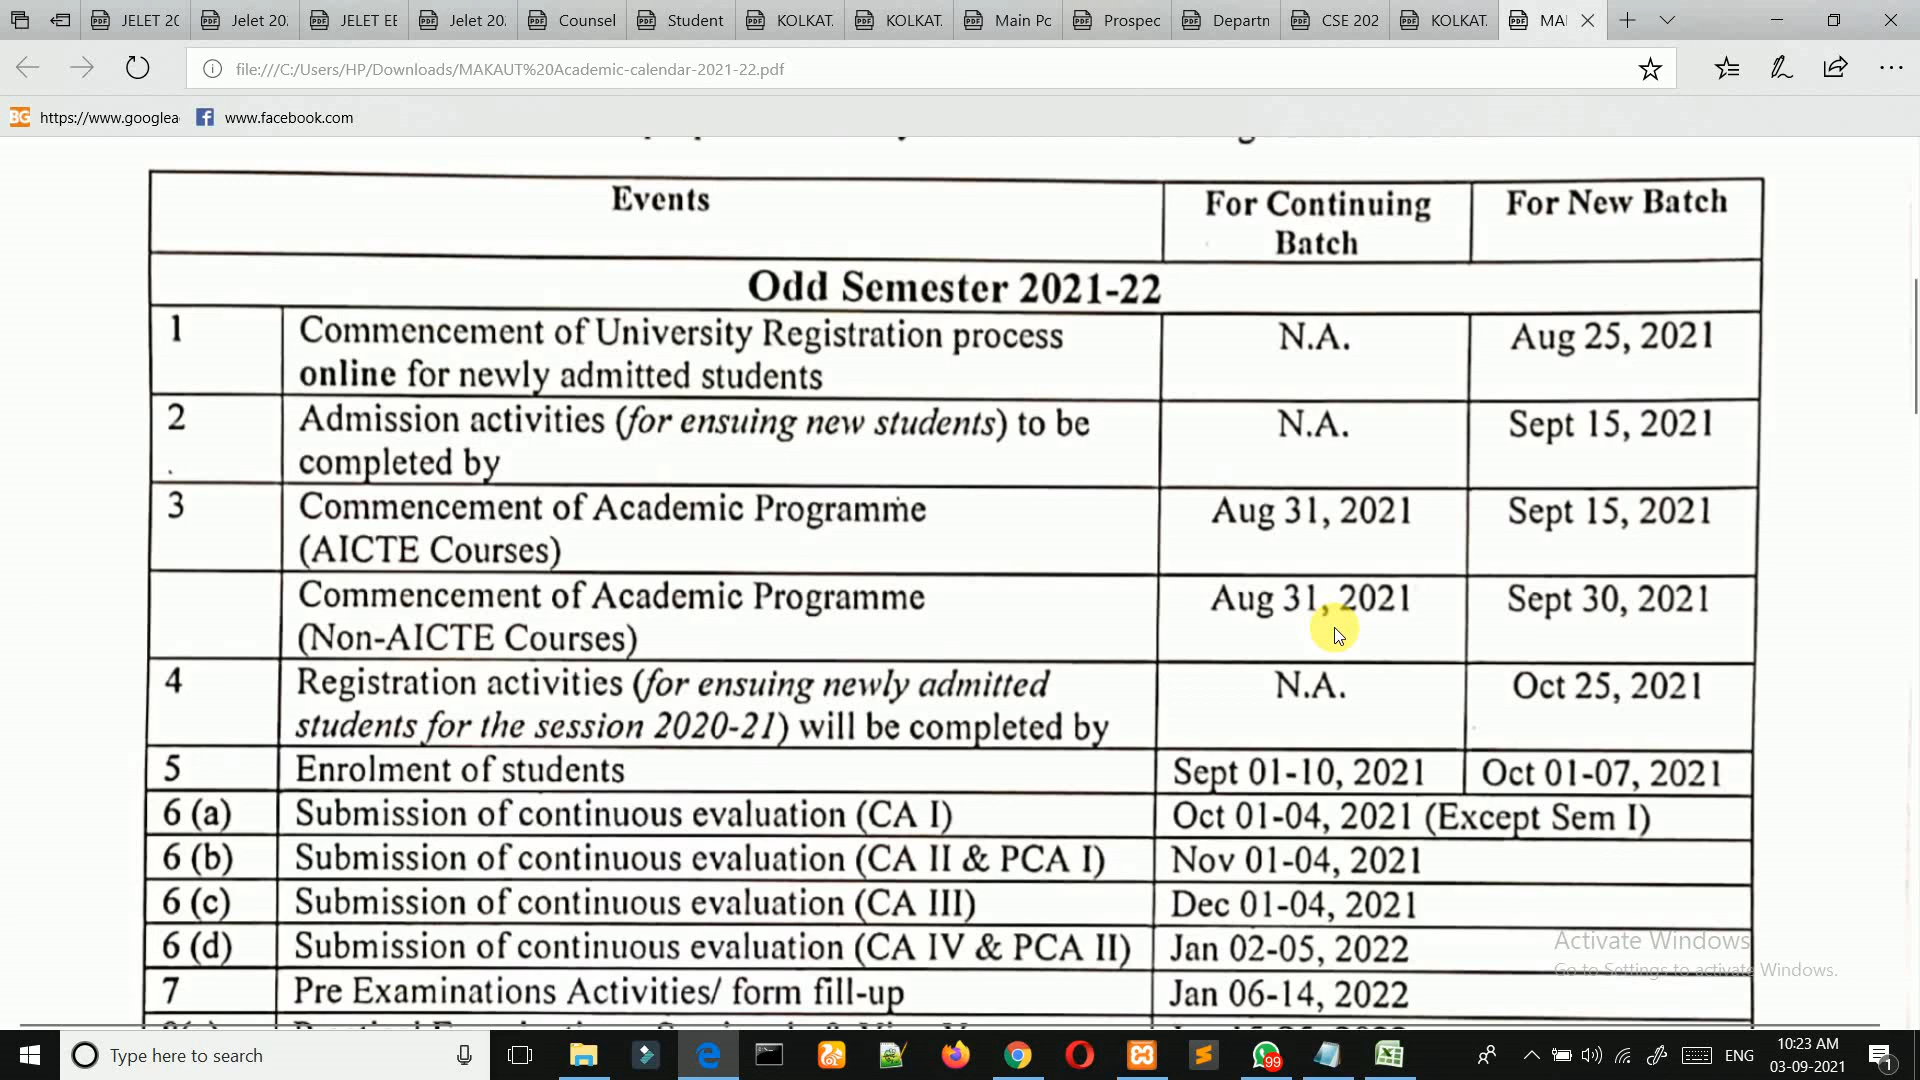 JELET 20
Jelet 20.
JELET EE
Jelet 20.
Counsel
Student
KOLKAT.
KOLKAT.
Main Pc
Prospec
Departn
CSE 202
KOLKAT.
MA
file:///C:/Users/HP/Downloads/MAKAUT%20Academic-calendar-2021-22.pdf
BG https://www.googlea
www.facebook.com
Events
For Continuing Batch
For New Batch
Odd Semester 2021-22
1
Commencement of University Registration process
online for newly admitted students
N.A.
Aug 25, 2021
2
Admission activities (for ensuing new students) to be
completed by
N.A.
Sept 15, 2021
3
Commencement of Academic Programme
(AICTE Courses)
Aug 31, 2021
Sept 15, 2021
Commencement of Academic Programme
(Non-AICTE Courses)
Aug 31, 2021
Sept 30, 2021
4
Registration activities (for ensuing newly admitted
students for the session 2020-21) will be completed by
N.A.
Oct 25, 2021
5
Enrolment of students
Sept 01-10, 2021
Oct 01-07, 2021
6 (a)
Submission of continuous evaluation (CA I)
Oct 01-04, 2021 (Except Sem I)
6 (b)
Submission of continuous evaluation (CA II & PCA I)
Nov 01-04, 2021
6 (c)
Submission of continuous evaluation (CA III)
Dec 01-04, 2021
6 (d)
Submission of continuous evaluation (CA IV & PCA II)
Jan 02-05, 2022
7
Pre Examinations Activities/ form fill-up
Jan 06-14, 2022
Activate Windows
Go to Settings to activate Windows.
Type here to search
99
ENG
10:23 AM
03-09-2021
1